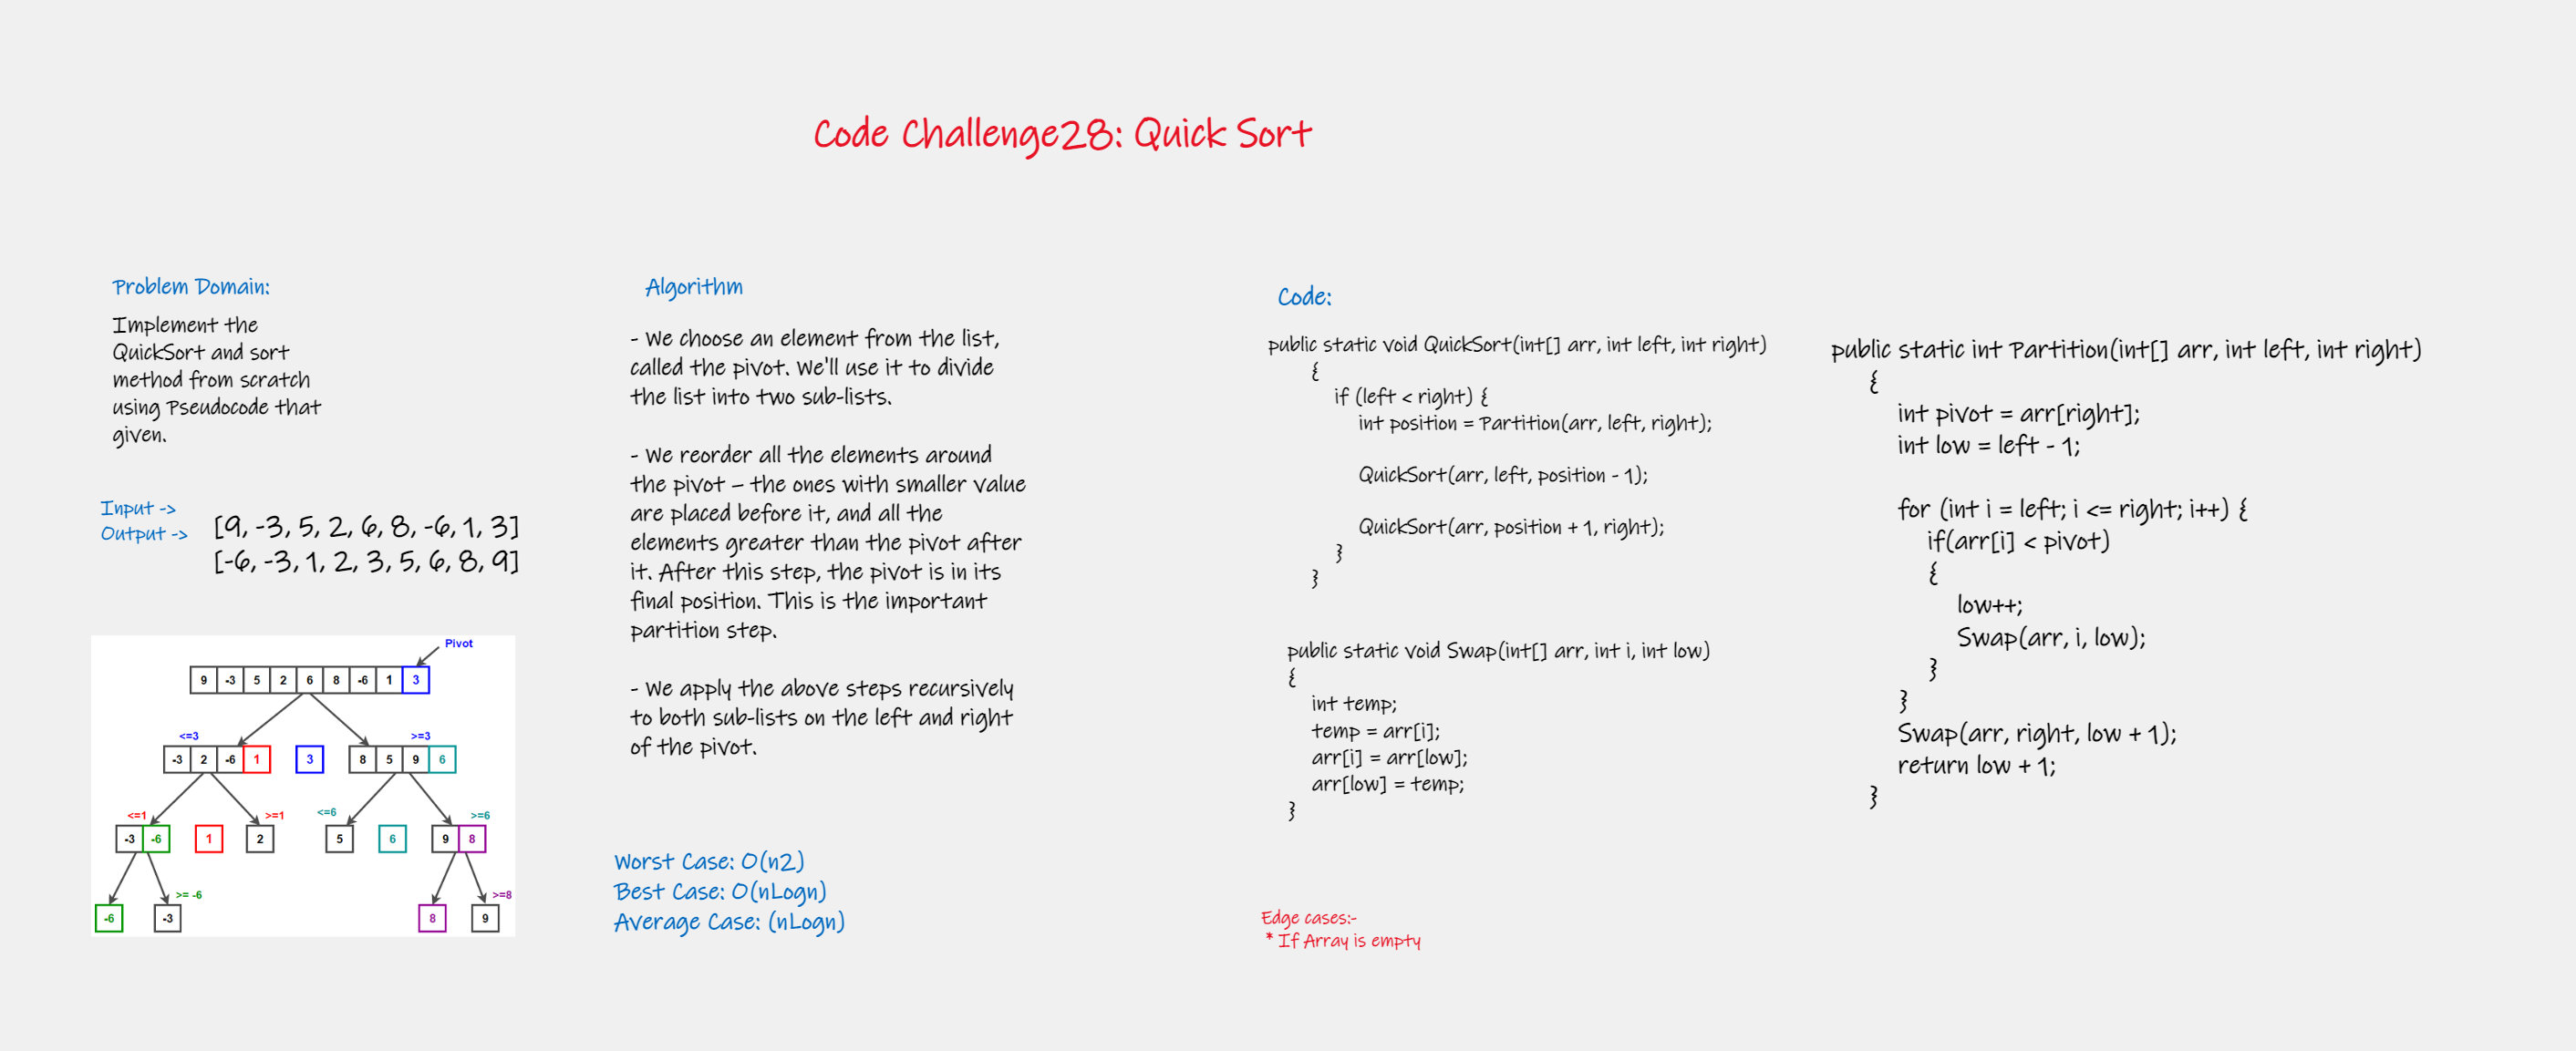 Code Challenge28: Quick Sort
Problem Domain:
Implement the
QuickSort and sort
method from scratch
using Pseudocode that
given.
Input ->
Output ->
[9, -3, 5, 2, 6, 8, -6, 1, 3]
[-6, -3, 1, 2, 3, 5, 6, 8, 9]
Pivot
9 -3 5 2 6 8 -6 1 3
<=3 >=3
-3 2 -6 1 3 8 5 9 6
<=1 >=1 <=6 >=6
-3 -6 1 2 5 6 9 8
>= -6 >=8
-6 -3 8 9
Algorithm
- We choose an element from the list,
called the pivot. We'll use it to divide
the list into two sub-lists.
- We reorder all the elements around
the pivot – the ones with smaller value
are placed before it, and all the
elements greater than the pivot after
it. After this step, the pivot is in its
final position. This is the important
partition step.
- We apply the above steps recursively
to both sub-lists on the left and right
of the pivot.
Worst Case: O(n2)
Best Case: O(nLogn)
Average Case: (nLogn)
Code:
public static void QuickSort(int[] arr, int left, int right)
{
if (left < right) {
int position = Partition(arr, left, right);
QuickSort(arr, left, position - 1);
QuickSort(arr, position + 1, right);
}
}
public static void Swap(int[] arr, int i, int low)
{
int temp;
temp = arr[i];
arr[i] = arr[low];
arr[low] = temp;
}
Edge cases:-
* If Array is empty
public static int Partition(int[] arr, int left, int right)
{
int pivot = arr[right];
int low = left - 1;
for (int i = left; i <= right; i++) {
if(arr[i] < pivot)
{
low++;
Swap(arr, i, low);
}
}
Swap(arr, right, low + 1);
return low + 1;
}